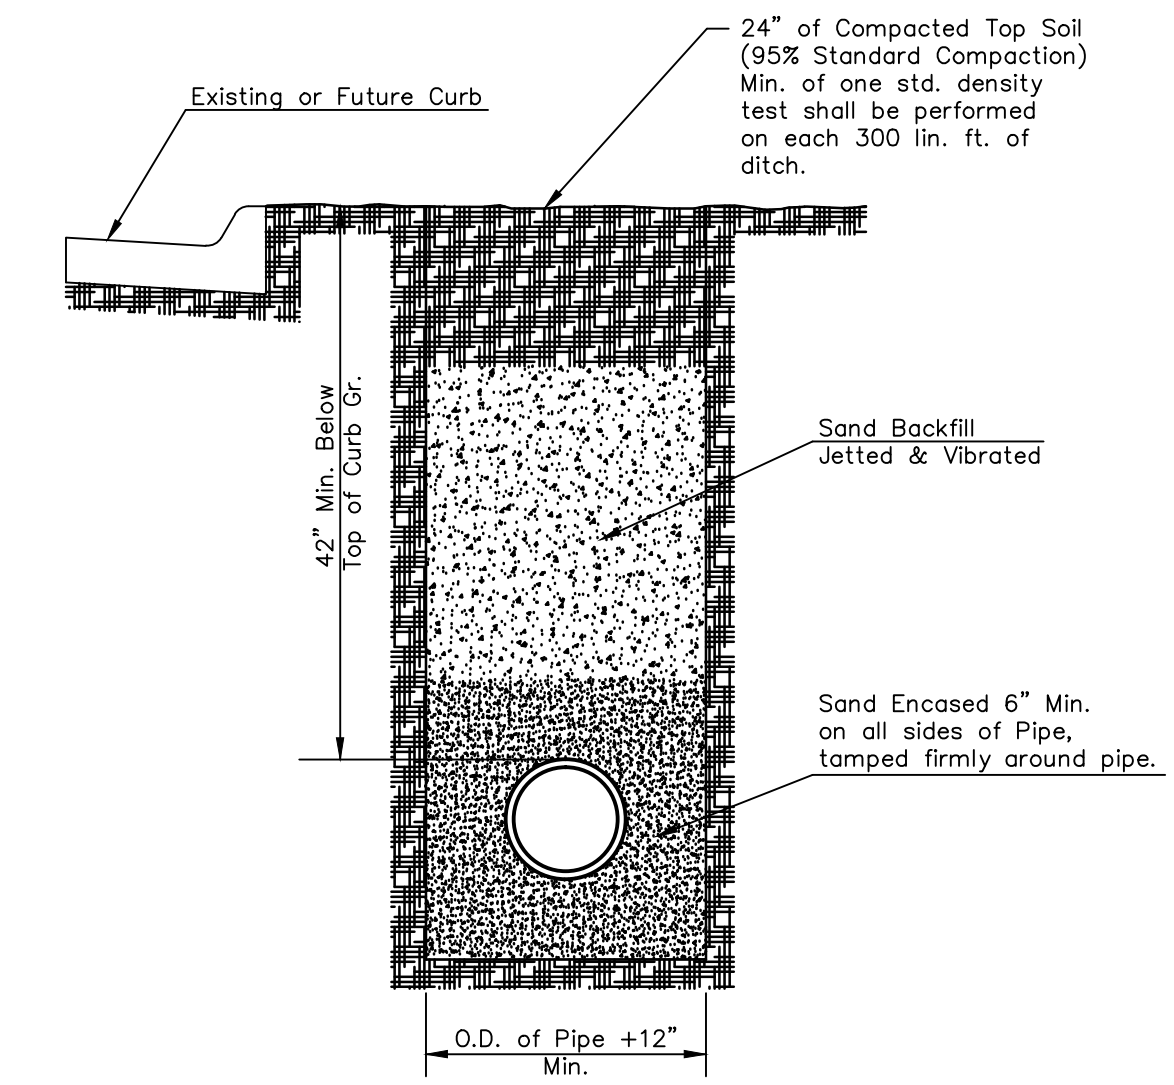 24” of Compacted Top Soil
(95% Standard Compaction)
Min. of one std. density
test shall be performed
on each 300 lin. ft. of
ditch.
Existing or Future Curb
42” Min. Below
Top of Curb Gr.
Sand Backfill
Jetted & Vibrated
Sand Encased 6” Min.
on all sides of Pipe,
tamped firmly around pipe.
O.D. of Pipe +12”
Min.